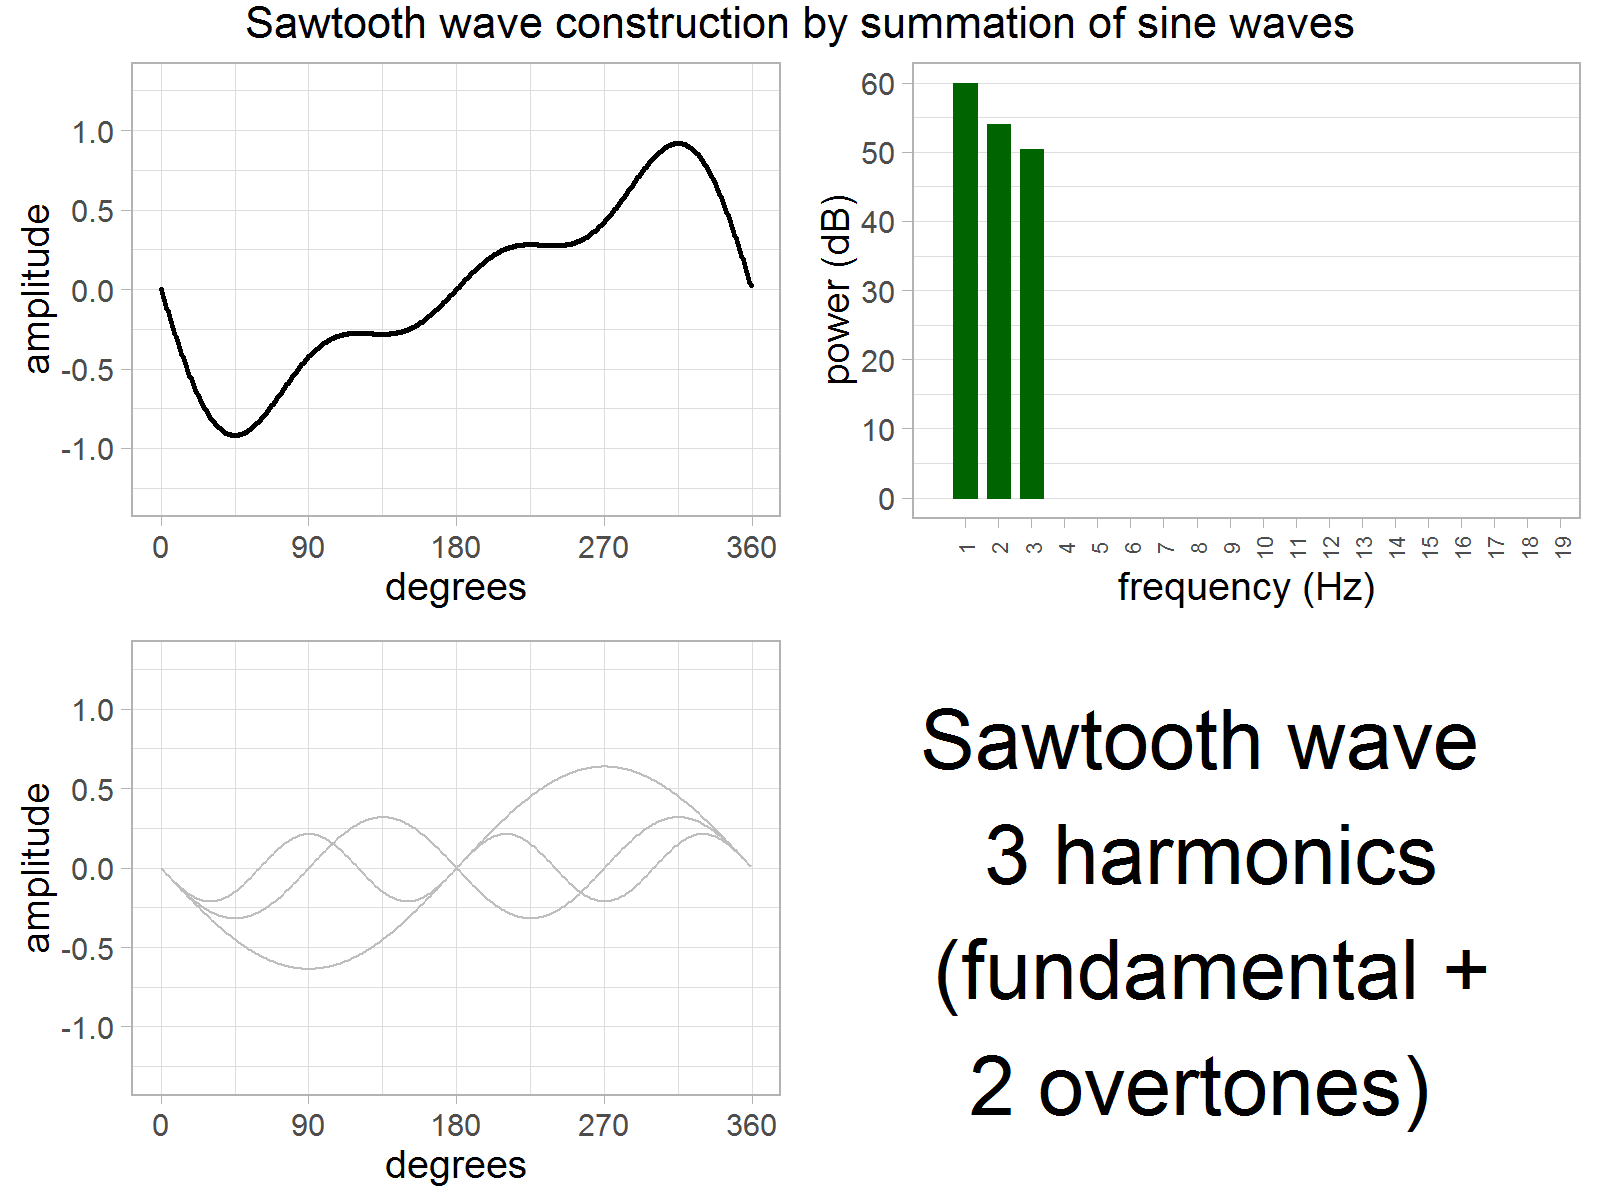 Sawtooth wave construction by summation of sine waves
amplitude
1.0
0.5
0.0
-0.5
-1.0
0 90 180 270 360
degrees
power (dB)
60
50
40
30
20
10
0
1 2 3 4 5 6 7 8 9 10 11 12 13 14 15 16 17 18 19
frequency (Hz)
amplitude
1.0
0.5
0.0
-0.5
-1.0
0 90 180 270 360
degrees
Sawtooth wave
3 harmonics
(fundamental +
2 overtones)